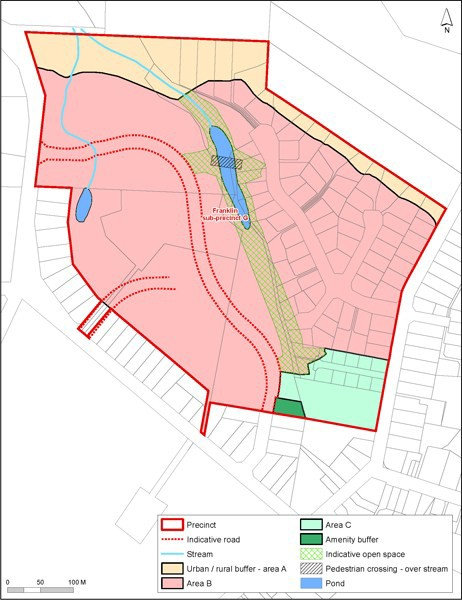 N
Franklin
sub-precinct G
Precinct
Indicative road
Stream
Urban / rural buffer - area A
Area B
Area C
Amenity buffer
Indicative open space
Pedestrian crossing - over stream
Pond
0 50 100 M